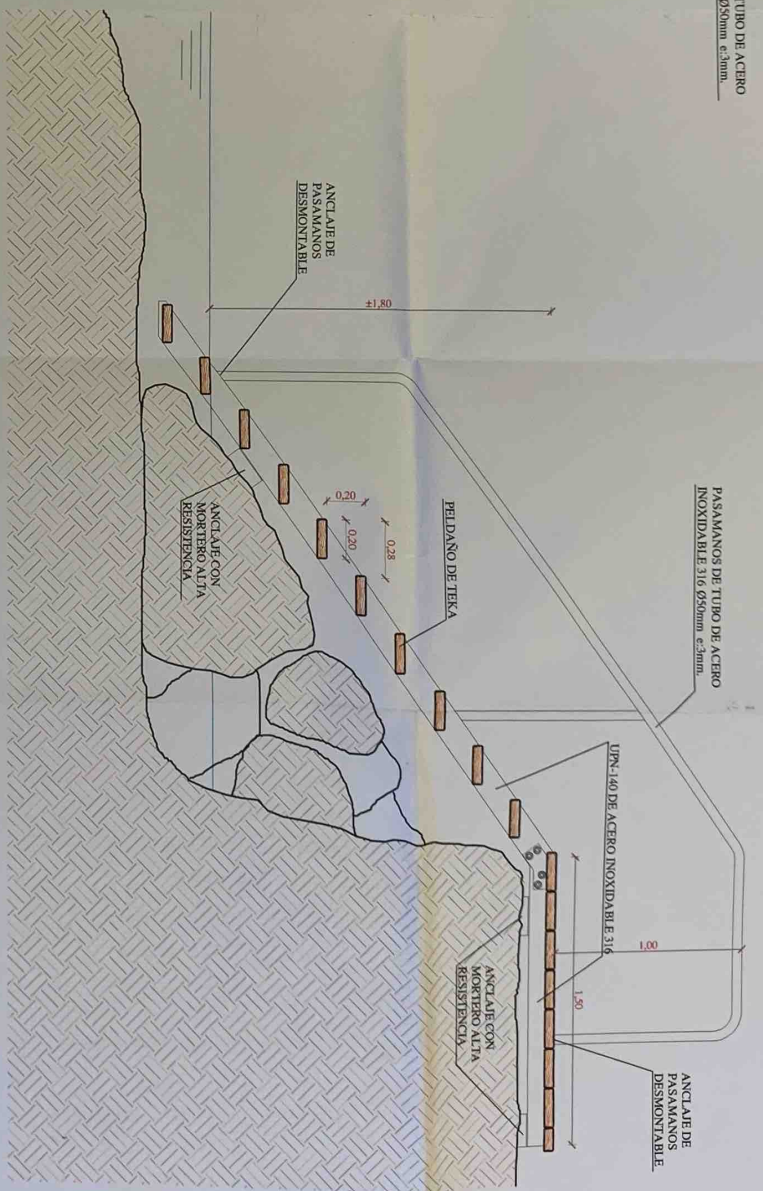 TUBO DE ACERO
Ø50mm e:3mm.
PASAMANOS DE TUBO DE ACERO
INOXIDABLE 316 Ø50mm e:3mm.
ANCLAJE DE
PASAMANOS
DESMONTABLE
±1,80
0,20
0,20
0,28
PELDAÑO DE TEKA
ANCLAJE CON
MORTERO ALTA
RESISTENCIA
UPN-140 DE ACERO INOXIDABLE 316
1,00
1,50
ANCLAJE CON
MORTERO ALTA
RESISTENCIA
ANCLAJE DE
PASAMANOS
DESMONTABLE